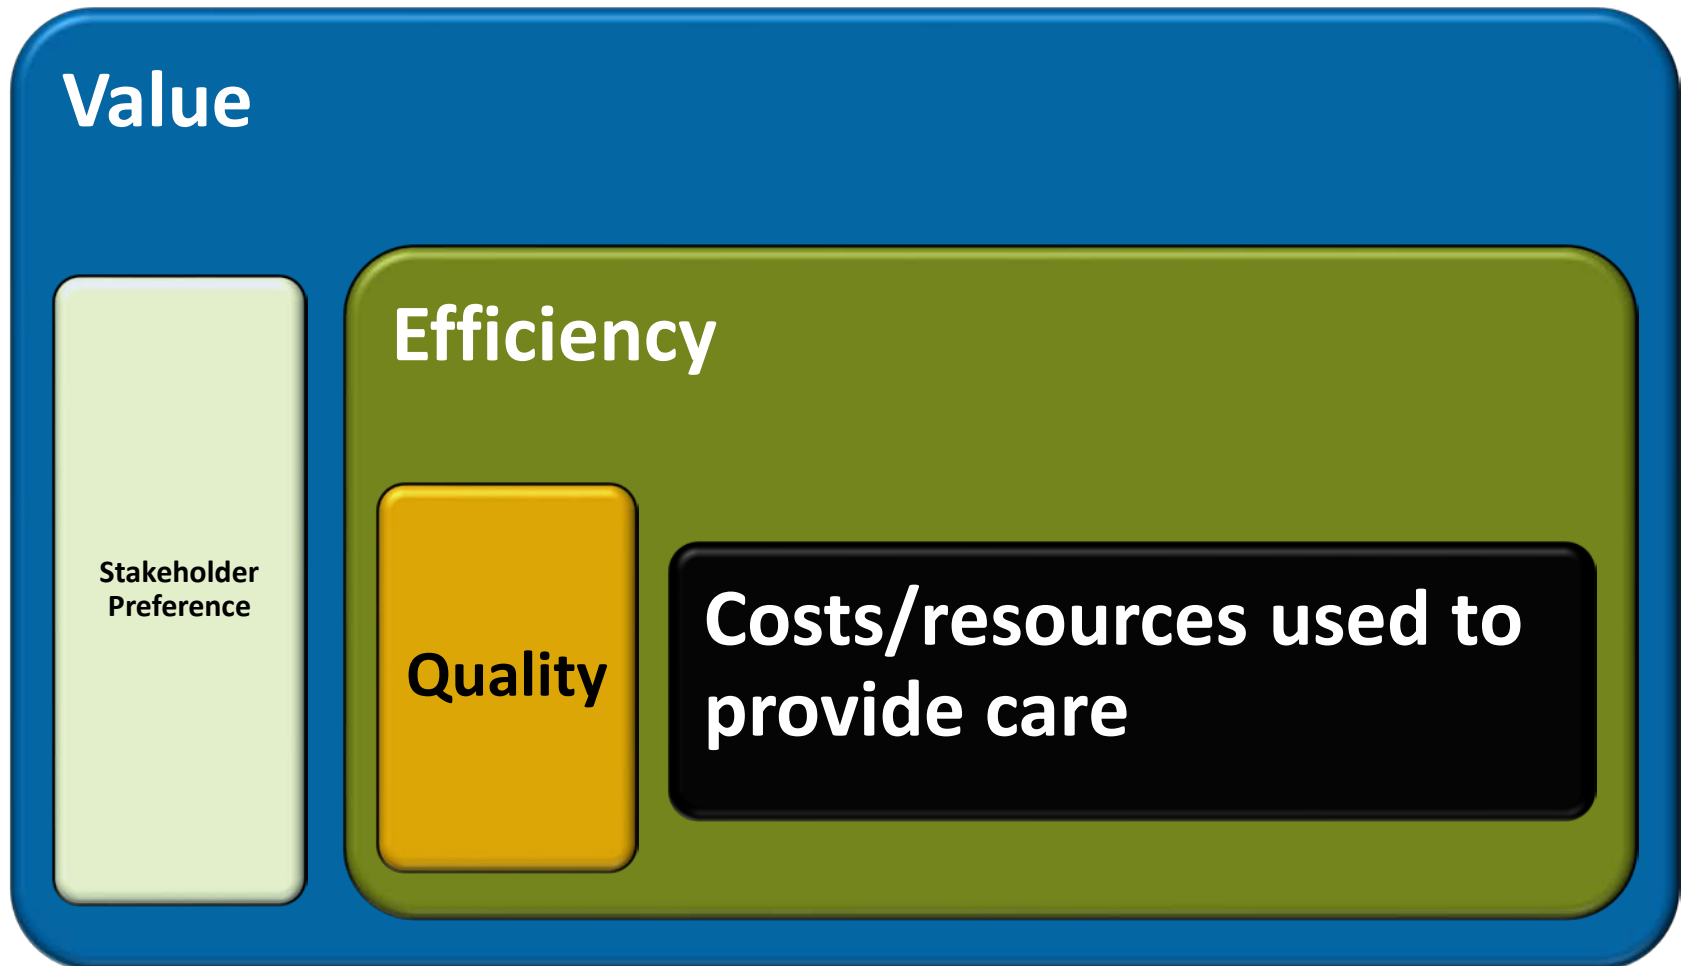 Value
Efficiency
Stakeholder
Preference
Quality
Costs/resources used to
provide care